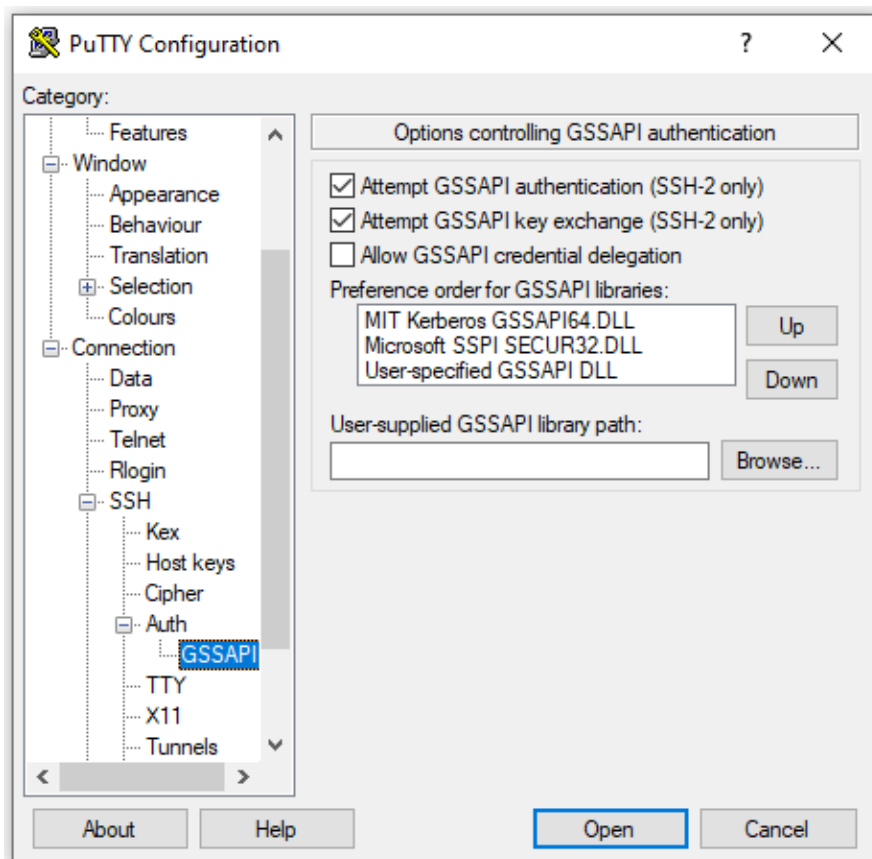 PuTTY Configuration
?
Category:
Features
Window
Appearance
Behaviour
Translation
Selection
Colours
Connection
Data
Proxy
Telnet
Rlogin
SSH
Kex
Host keys
Cipher
Auth
GSSAPI
TTY
X11
Tunnels
Options controlling GSSAPI authentication
Attempt GSSAPI authentication (SSH-2 only)
Attempt GSSAPI key exchange (SSH-2 only)
Allow GSSAPI credential delegation
Preference order for GSSAPI libraries:
MIT Kerberos GSSAPI64.DLL
Microsoft SSPI SECUR32.DLL
User-specified GSSAPI DLL
Up
Down
User-supplied GSSAPI library path:
Browse...
About
Help
Open
Cancel